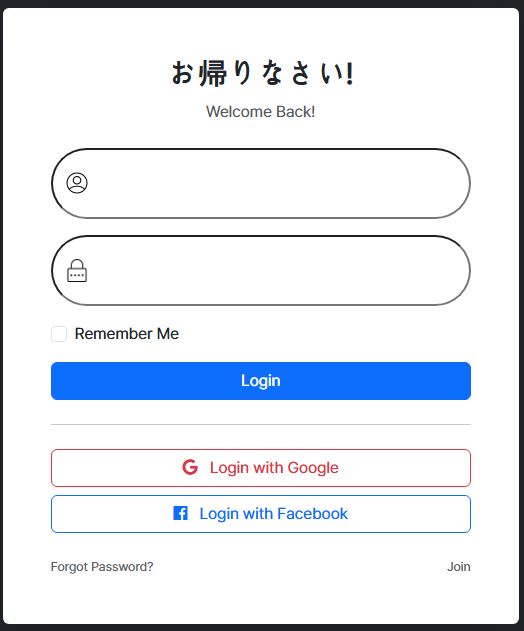 お帰りなさい!
Welcome Back!
Remember Me
Login
Login with Google
Login with Facebook
Forgot Password?
Join